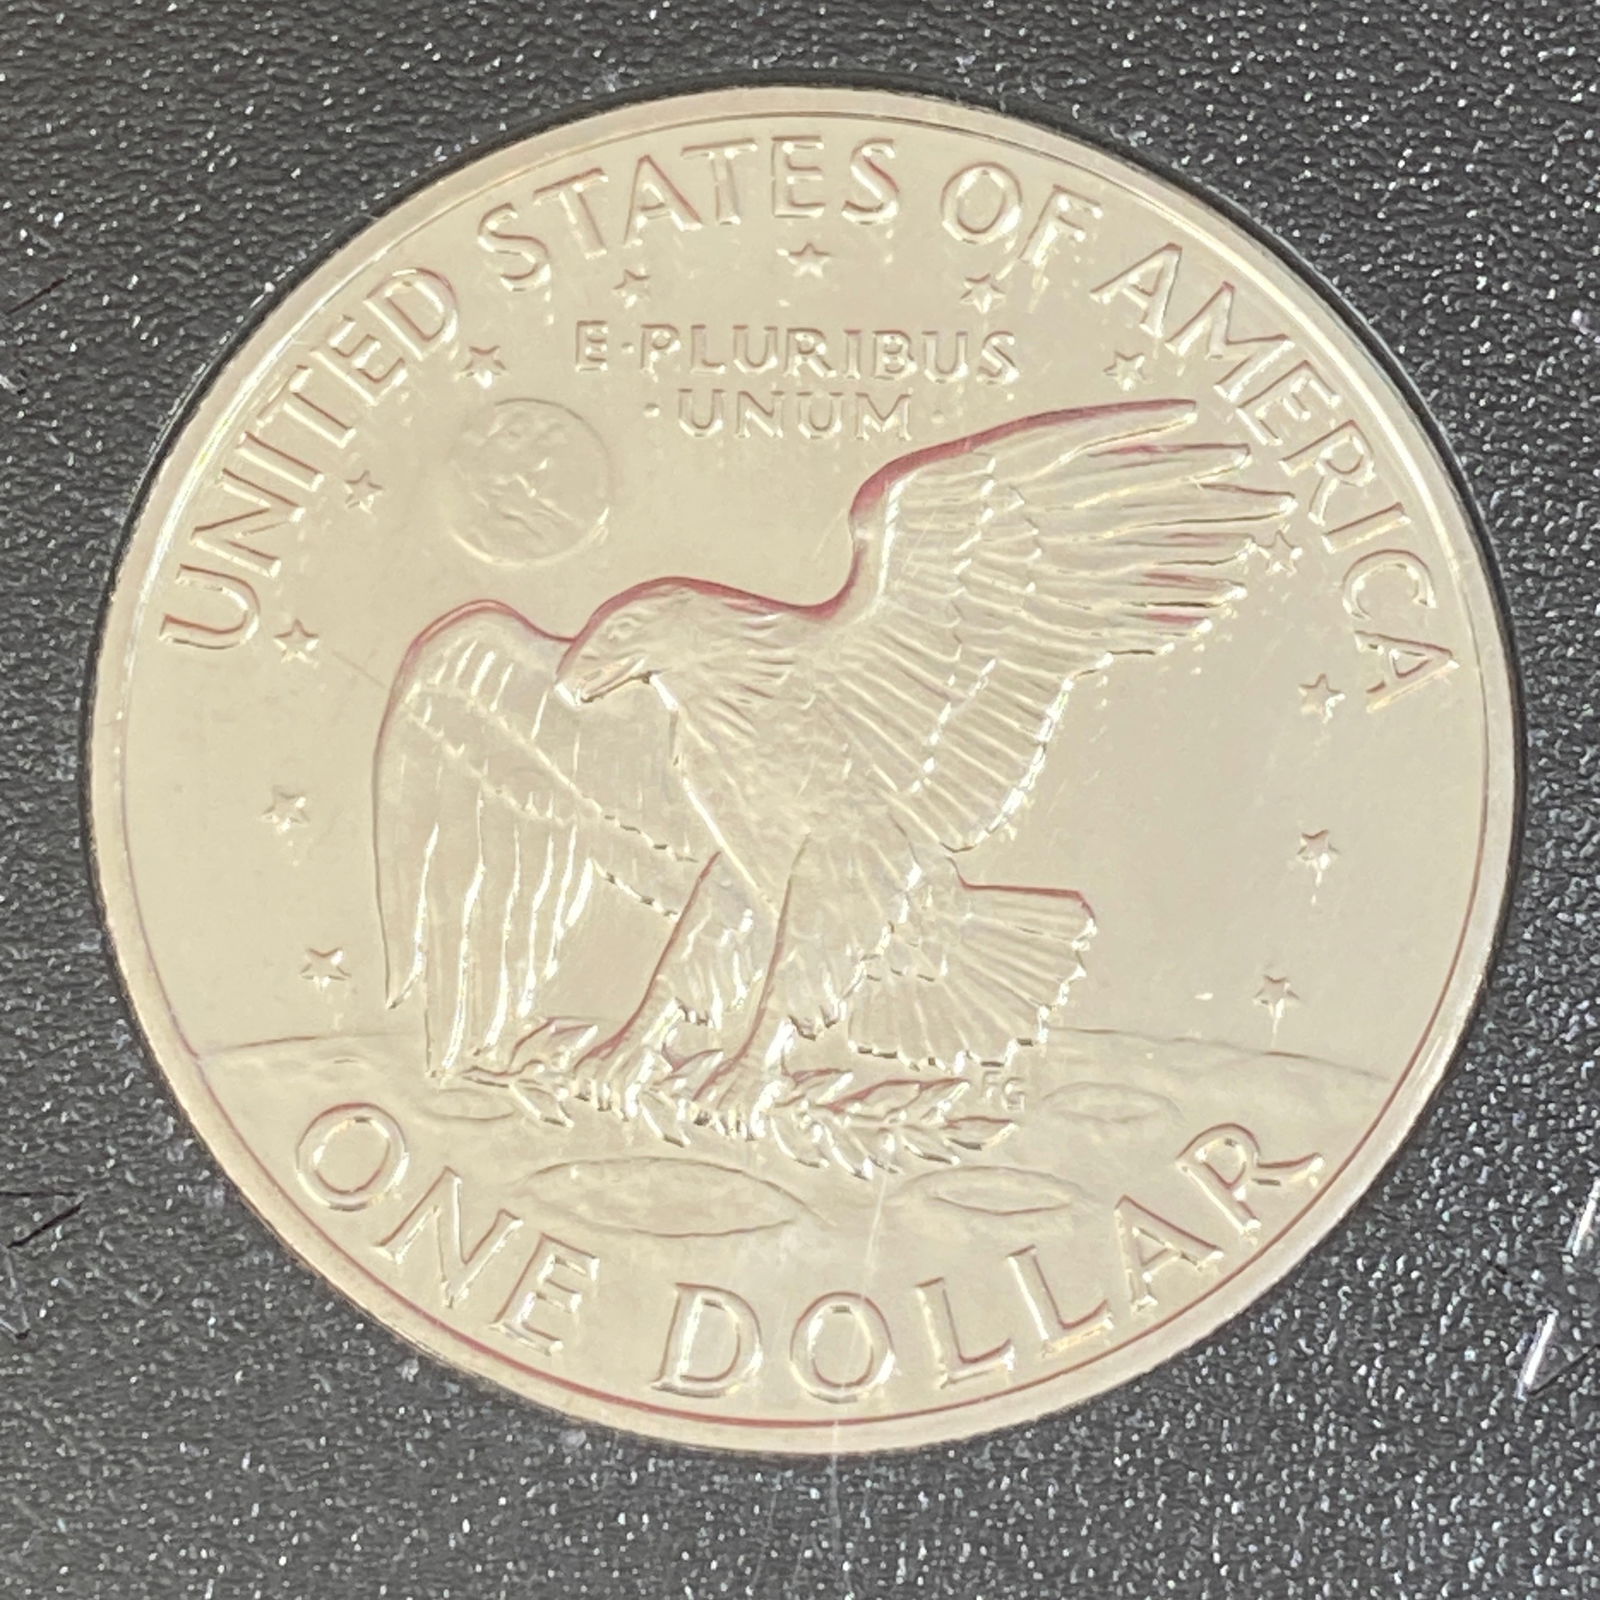 UNITED STATES OF AMERICA
E·PLURIBUS
·UNUM·
FG
ONE DOLLAR